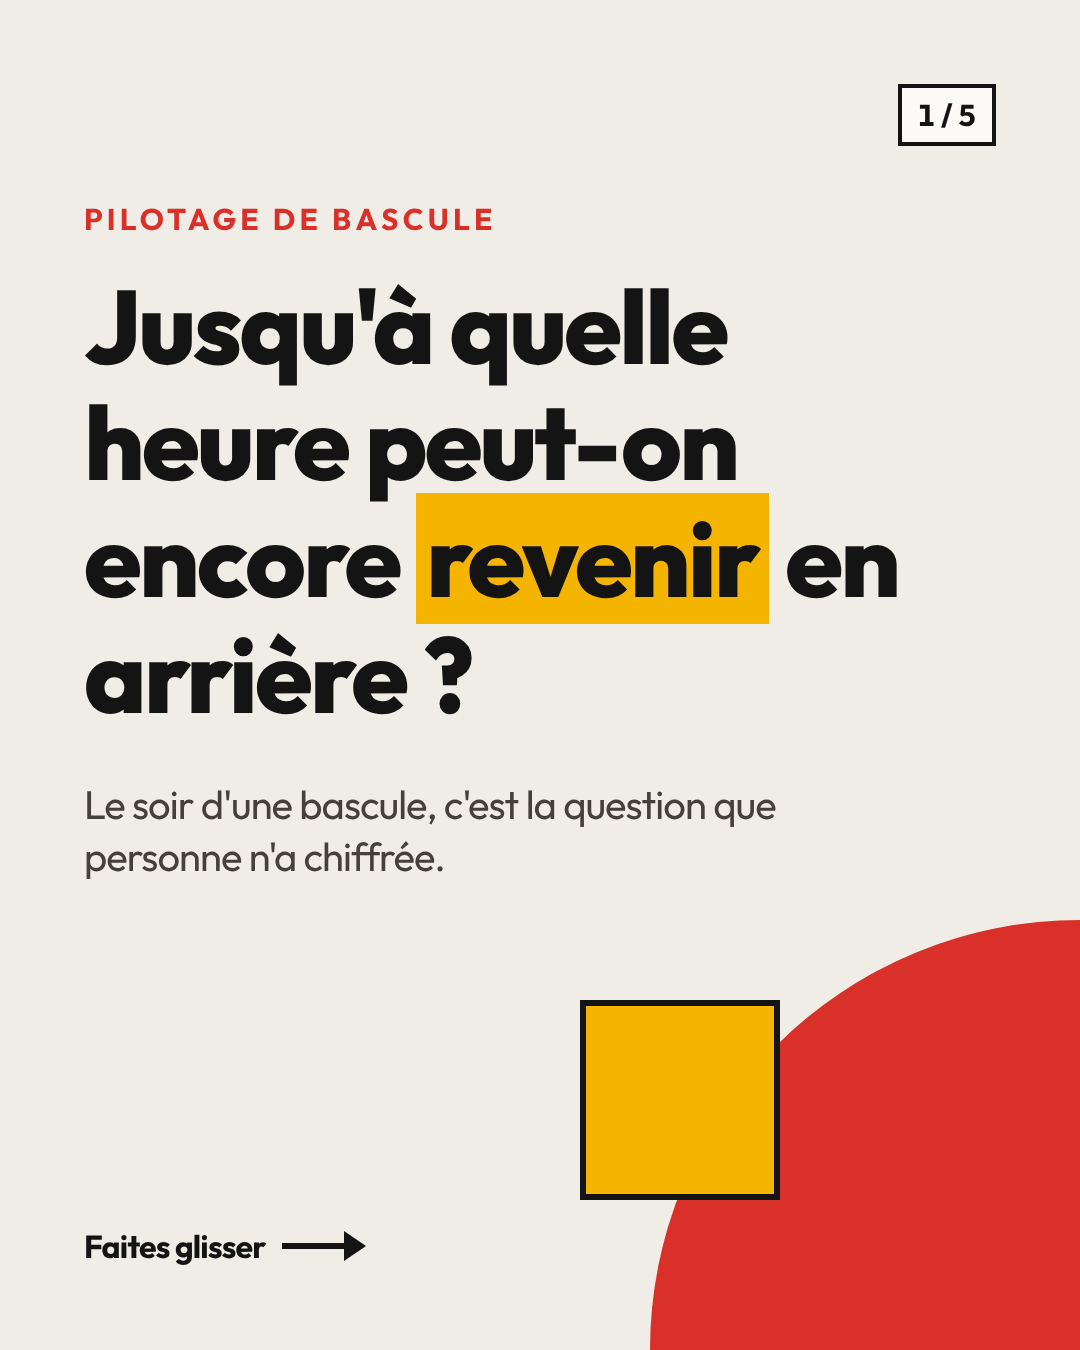 1/5
PILOTAGE DE BASCULE
Jusqu'à quelle
heure peut-on
encore revenir en
arrière ?
Le soir d'une bascule, c'est la question que
personne n'a chiffrée.
Faites glisser